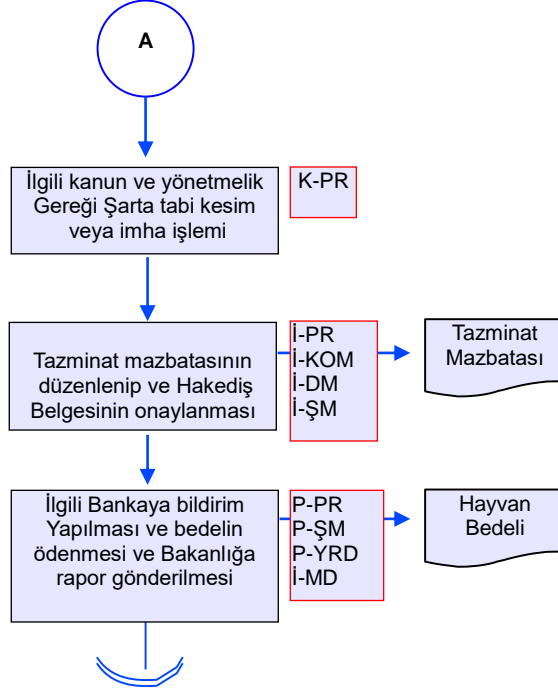 A
İlgili kanun ve yönetmelik
Gereği Şarta tabi kesim
veya imha işlemi
K-PR
Tazminat mazbatasının
düzenlenip ve Hakediş
Belgesinin onaylanması
İ-PR
İ-KOM
İ-DM
İ-ŞM
Tazminat
Mazbatası
İlgili Bankaya bildirim
Yapılması ve bedelin
ödenmesi ve Bakanlığa
rapor gönderilmesi
P-PR
P-ŞM
P-YRD
İ-MD
Hayvan
Bedeli